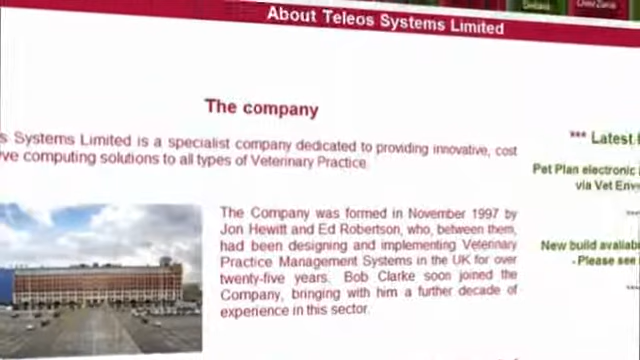 About Teleos Systems Limited
The company
s Systems Limited is a specialist company dedicated to providing innovative, cost
ve computing solutions to all types of Veterinary Practice.
*** Latest
Pet Plan electronic
via Vet Env
The Company was formed in November 1997 by
Jon Hewitt and Ed Robertson, who, between them,
had been designing and implementing Veterinary
Practice Management Systems in the UK for over
twenty-five years. Bob Clarke soon joined the
Company, bringing with him a further decade of
experience in this sector.
***
New build availab
- Please see
***